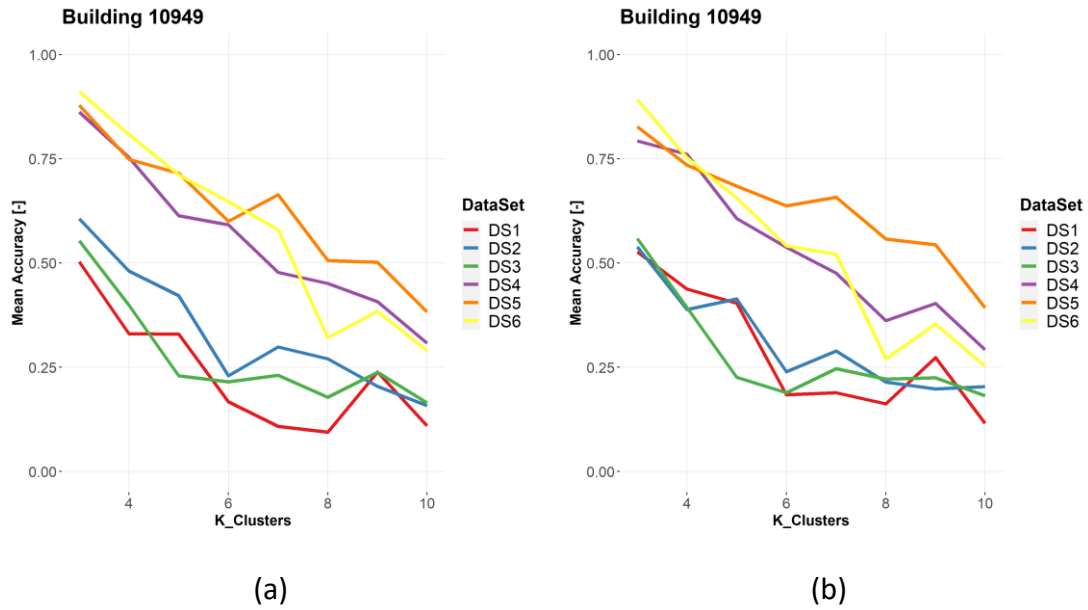 Building 10949
1.00
0.75
0.50
0.25
0.00
Mean Accuracy [-]
4
6
8
10
K_Clusters
DataSet
DS1
DS2
DS3
DS4
DS5
DS6
(a)
Building 10949
1.00
0.75
0.50
0.25
0.00
Mean Accuracy [-]
4
6
8
10
K_Clusters
DataSet
DS1
DS2
DS3
DS4
DS5
DS6
(b)